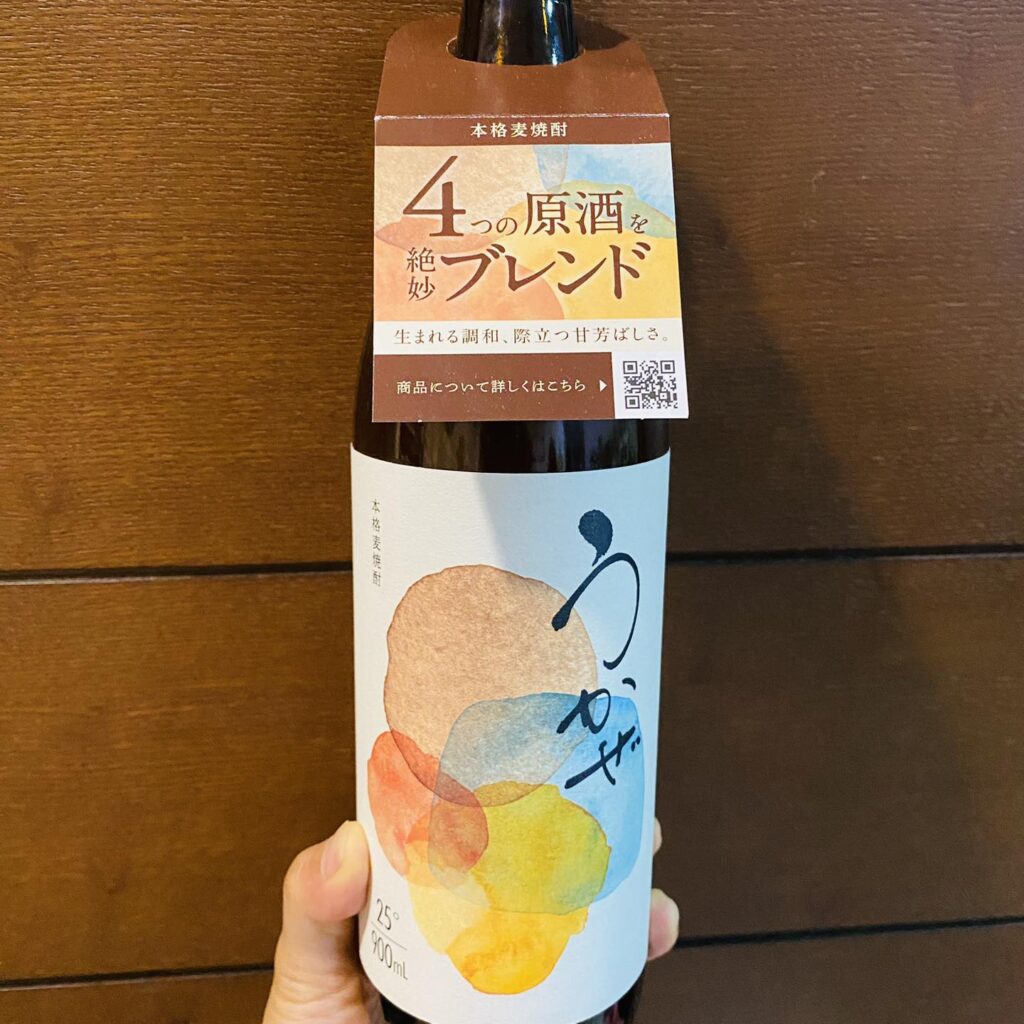 本格麦焼酎
4つの原酒を
絶妙ブレンド
生まれる調和、際立つ甘芳ばしさ。
商品について詳しくはこちら ▶
本格麦焼酎
うかぜ
25°
900mL